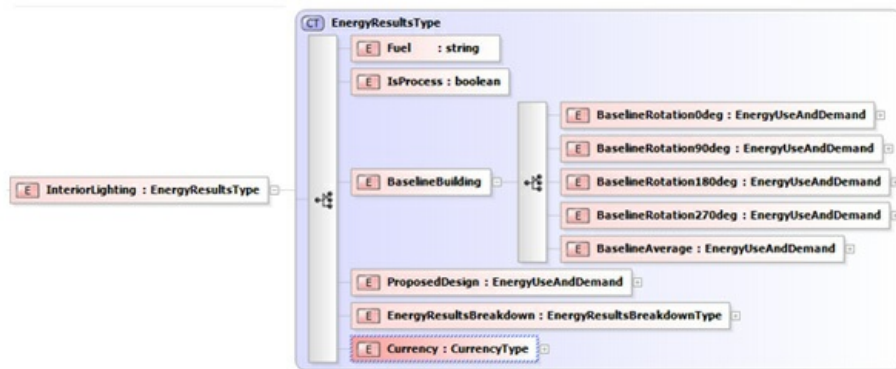 CT EnergyResultsType
E Fuel : string
E IsProcess : boolean
E BaselineRotation0deg : EnergyUseAndDemand
E BaselineRotation90deg : EnergyUseAndDemand
E InteriorLighting : EnergyResultsType
E BaselineBuilding
E BaselineRotation180deg : EnergyUseAndDemand
E BaselineRotation270deg : EnergyUseAndDemand
E BaselineAverage : EnergyUseAndDemand
E ProposedDesign : EnergyUseAndDemand
E EnergyResultsBreakdown : EnergyResultsBreakdownType
E Currency : CurrencyType